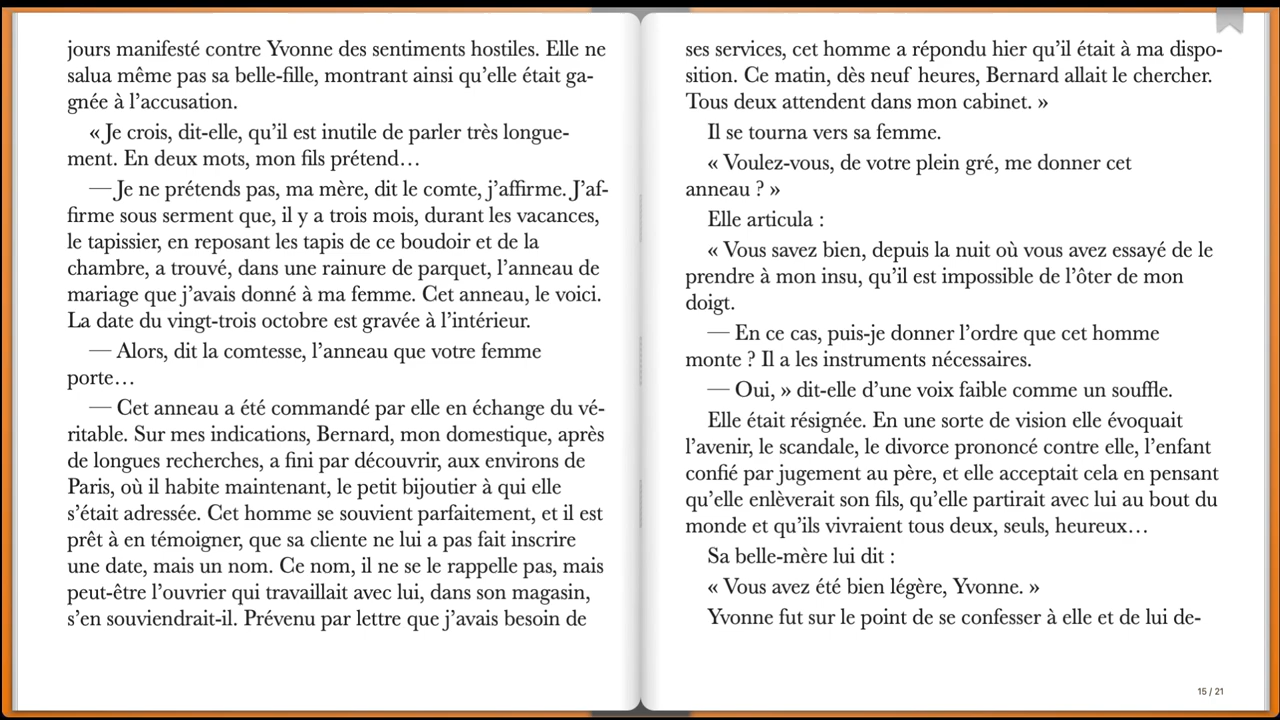 jours manifesté contre Yvonne des sentiments hostiles. Elle ne
salua même pas sa belle-fille, montrant ainsi qu’elle était ga-
gnée à l’accusation.
« Je crois, dit-elle, qu’il est inutile de parler très longue-
ment. En deux mots, mon fils prétend…
— Je ne prétends pas, ma mère, dit le comte, j’affirme. J’af-
firme sous serment que, il y a trois mois, durant les vacances,
le tapissier, en reposant les tapis de ce boudoir et de la
chambre, a trouvé, dans une rainure de parquet, l’anneau de
mariage que j’avais donné à ma femme. Cet anneau, le voici.
La date du vingt-trois octobre est gravée à l’intérieur.
— Alors, dit la comtesse, l’anneau que votre femme
porte…
— Cet anneau a été commandé par elle en échange du vé-
ritable. Sur mes indications, Bernard, mon domestique, après
de longues recherches, a fini par découvrir, aux environs de
Paris, où il habite maintenant, le petit bijoutier à qui elle
s’était adressée. Cet homme se souvient parfaitement, et il est
prêt à en témoigner, que sa cliente ne lui a pas fait inscrire
une date, mais un nom. Ce nom, il ne se le rappelle pas, mais
peut-être l’ouvrier qui travaillait avec lui, dans son magasin,
s’en souviendrait-il. Prévenu par lettre que j’avais besoin de
ses services, cet homme a répondu hier qu’il était à ma dispo-
sition. Ce matin, dès neuf heures, Bernard allait le chercher.
Tous deux attendent dans mon cabinet. »
Il se tourna vers sa femme.
« Voulez-vous, de votre plein gré, me donner cet
anneau ? »
Elle articula :
« Vous savez bien, depuis la nuit où vous avez essayé de le
prendre à mon insu, qu’il est impossible de l’ôter de mon
doigt.
— En ce cas, puis-je donner l’ordre que cet homme
monte ? Il a les instruments nécessaires.
— Oui, » dit-elle d’une voix faible comme un souffle.
Elle était résignée. En une sorte de vision elle évoquait
l’avenir, le scandale, le divorce prononcé contre elle, l’enfant
confié par jugement au père, et elle acceptait cela en pensant
qu’elle enlèverait son fils, qu’elle partirait avec lui au bout du
monde et qu’ils vivraient tous deux, seuls, heureux…
Sa belle-mère lui dit :
« Vous avez été bien légère, Yvonne. »
Yvonne fut sur le point de se confesser à elle et de lui de-
15 / 21